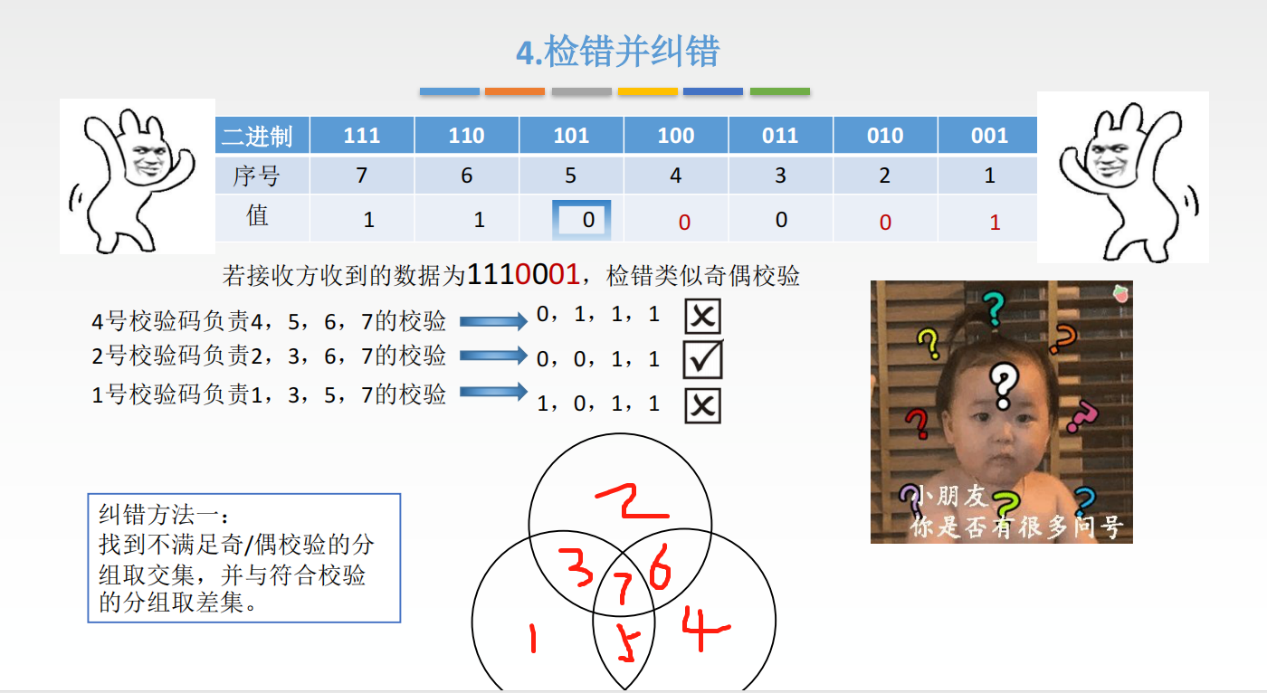 4.检错并纠错
二进制 111 110 101 100 011 010 001
序号 7 6 5 4 3 2 1
值 1 1 0 0 0 0 1
若接收方收到的数据为1110001，检错类似奇偶校验
4号校验码负责4，5，6，7的校验 0，1，1，1
2号校验码负责2，3，6，7的校验 0，0，1，1
1号校验码负责1，3，5，7的校验 1，0，1，1
纠错方法一：
找到不满足奇/偶校验的分
组取交集，并与符合校验
的分组取差集。
2
3 7 6
1 5 4
? ? ? ? ? ? ? ? ? ?
小朋友
你是否有很多问号